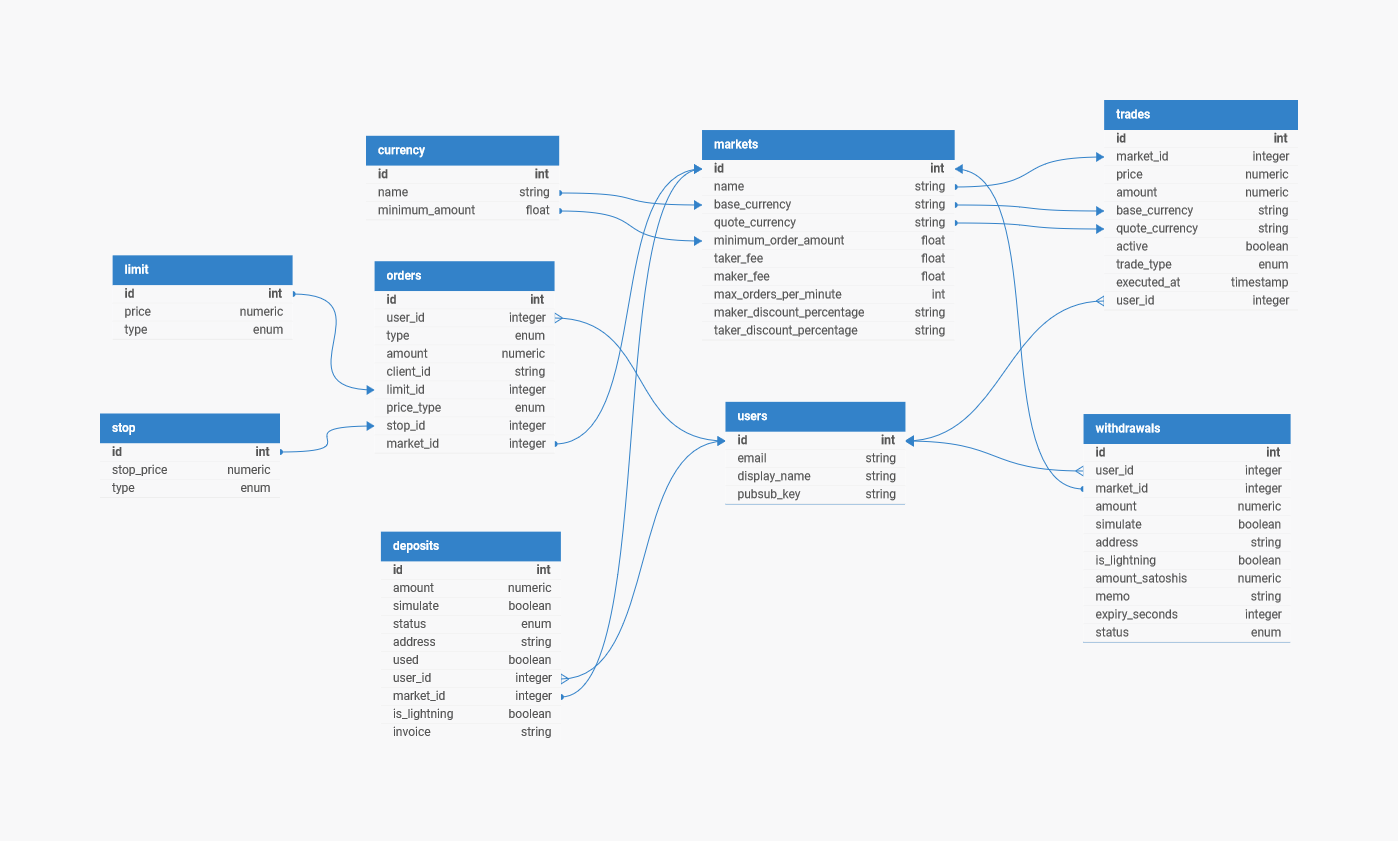 currency
id int
name string
minimum_amount float
limit
id int
price numeric
type enum
stop
id int
stop_price numeric
type enum
orders
id int
user_id integer
type enum
amount numeric
client_id string
limit_id integer
price_type enum
stop_id integer
market_id integer
deposits
id int
amount numeric
simulate boolean
status enum
address string
used boolean
user_id integer
market_id integer
is_lightning boolean
invoice string
markets
id int
name string
base_currency string
quote_currency string
minimum_order_amount float
taker_fee float
maker_fee float
max_orders_per_minute int
maker_discount_percentage string
taker_discount_percentage string
users
id int
email string
display_name string
pubsub_key string
trades
id int
market_id integer
price numeric
amount numeric
base_currency string
quote_currency string
active boolean
trade_type enum
executed_at timestamp
user_id integer
withdrawals
id int
user_id integer
market_id integer
amount numeric
simulate boolean
address string
is_lightning boolean
amount_satoshis numeric
memo string
expiry_seconds integer
status enum